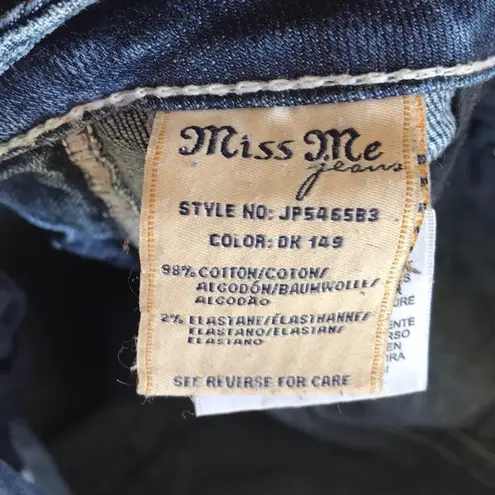 Miss Me
jeans
STYLE NO: JP5465B3
COLOR: DK 149
98% COTTON/COTON/
ALGODÓN/BAUMWOLLE/
ALGODÃO
2% ELASTANE/ÉLASTHANNE/
ELASTANO/ELASTAN/
ELASTANO
SEE REVERSE FOR CARE